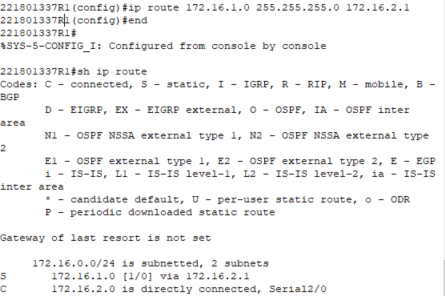 221801337R1(config)#ip route 172.16.1.0 255.255.255.0 172.16.2.1
221801337R1(config)#end
221801337R1#
%SYS-5-CONFIG_I: Configured from console by console
221801337R1#sh ip route
Codes: C - connected, S - static, I - IGRP, R - RIP, M - mobile, B -
BGP
D - EIGRP, EX - EIGRP external, O - OSPF, IA - OSPF inter
area
N1 - OSPF NSSA external type 1, N2 - OSPF NSSA external type
2
E1 - OSPF external type 1, E2 - OSPF external type 2, E - EGP
i - IS-IS, L1 - IS-IS level-1, L2 - IS-IS level-2, ia - IS-IS
inter area
* - candidate default, U - per-user static route, o - ODR
P - periodic downloaded static route
Gateway of last resort is not set
172.16.0.0/24 is subnetted, 2 subnets
S 172.16.1.0 [1/0] via 172.16.2.1
C 172.16.2.0 is directly connected, Serial2/0